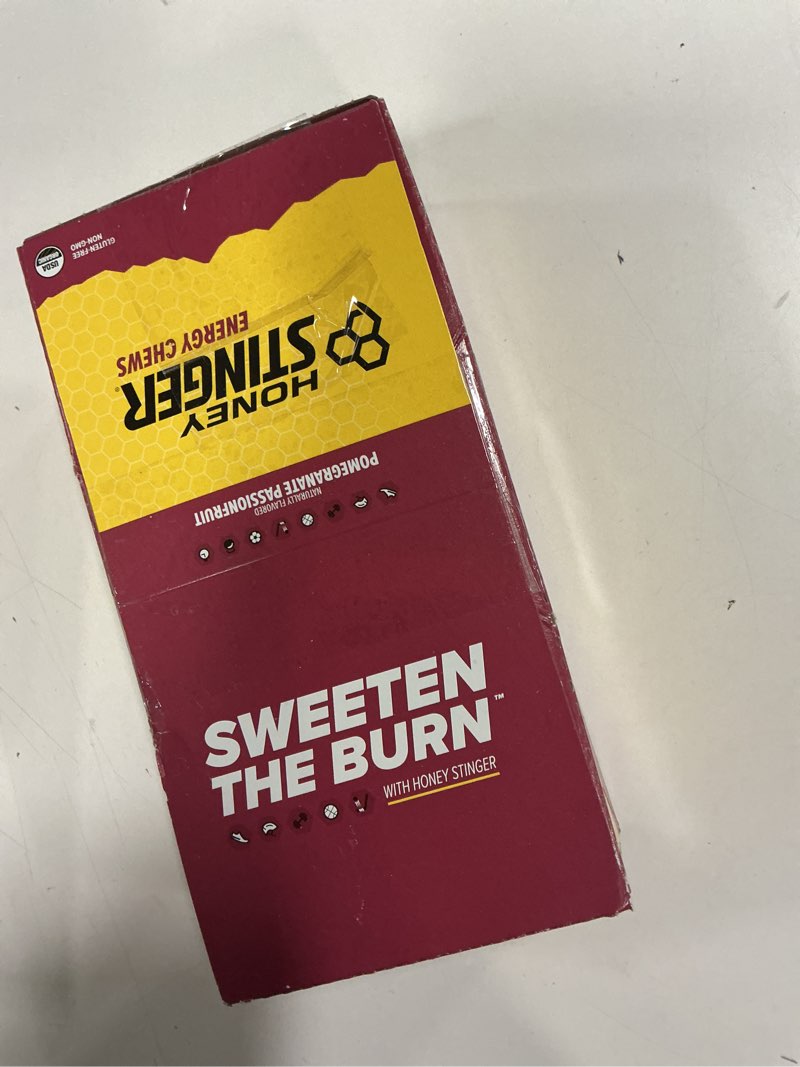 USDA
ORGANIC
GLUTEN-FREE
NON-GMO
HONEY
STINGER®
ENERGY CHEWS
POMEGRANATE PASSIONFRUIT
NATURALLY FLAVORED
SWEETEN
THE BURN™
WITH HONEY STINGER